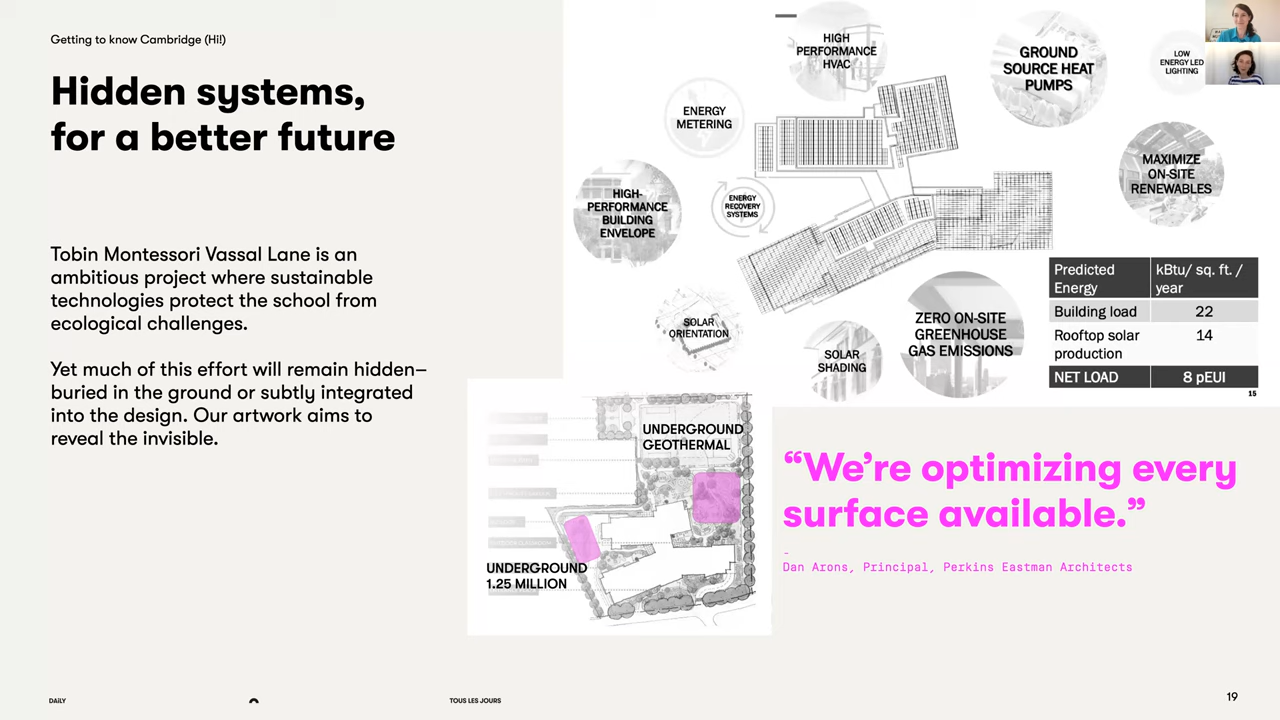 Getting to know Cambridge (Hi!)
Hidden systems,
for a better future
Tobin Montessori Vassal Lane is an
ambitious project where sustainable
technologies protect the school from
ecological challenges.
Yet much of this effort will remain hidden–
buried in the ground or subtly integrated
into the design. Our artwork aims to
reveal the invisible.
HIGH
PERFORMANCE
HVAC
GROUND
SOURCE HEAT
PUMPS
LOW
ENERGY LED
LIGHTING
ENERGY
METERING
MAXIMIZE
ON-SITE
RENEWABLES
HIGH-
PERFORMANCE
BUILDING
ENVELOPE
ENERGY
RECOVERY
SYSTEMS
SOLAR
ORIENTATION
SOLAR
SHADING
ZERO ON-SITE
GREENHOUSE
GAS EMISSIONS
Predicted Energy kBtu/ sq. ft. / year
Building load 22
Rooftop solar production 14
NET LOAD 8 pEUI
15
UNDERGROUND
GEOTHERMAL
UNDERGROUND
1.25 MILLION
“We’re optimizing every
surface available.”
-
Dan Arons, Principal, Perkins Eastman Architects
DAILY
TOUS LES JOURS
19